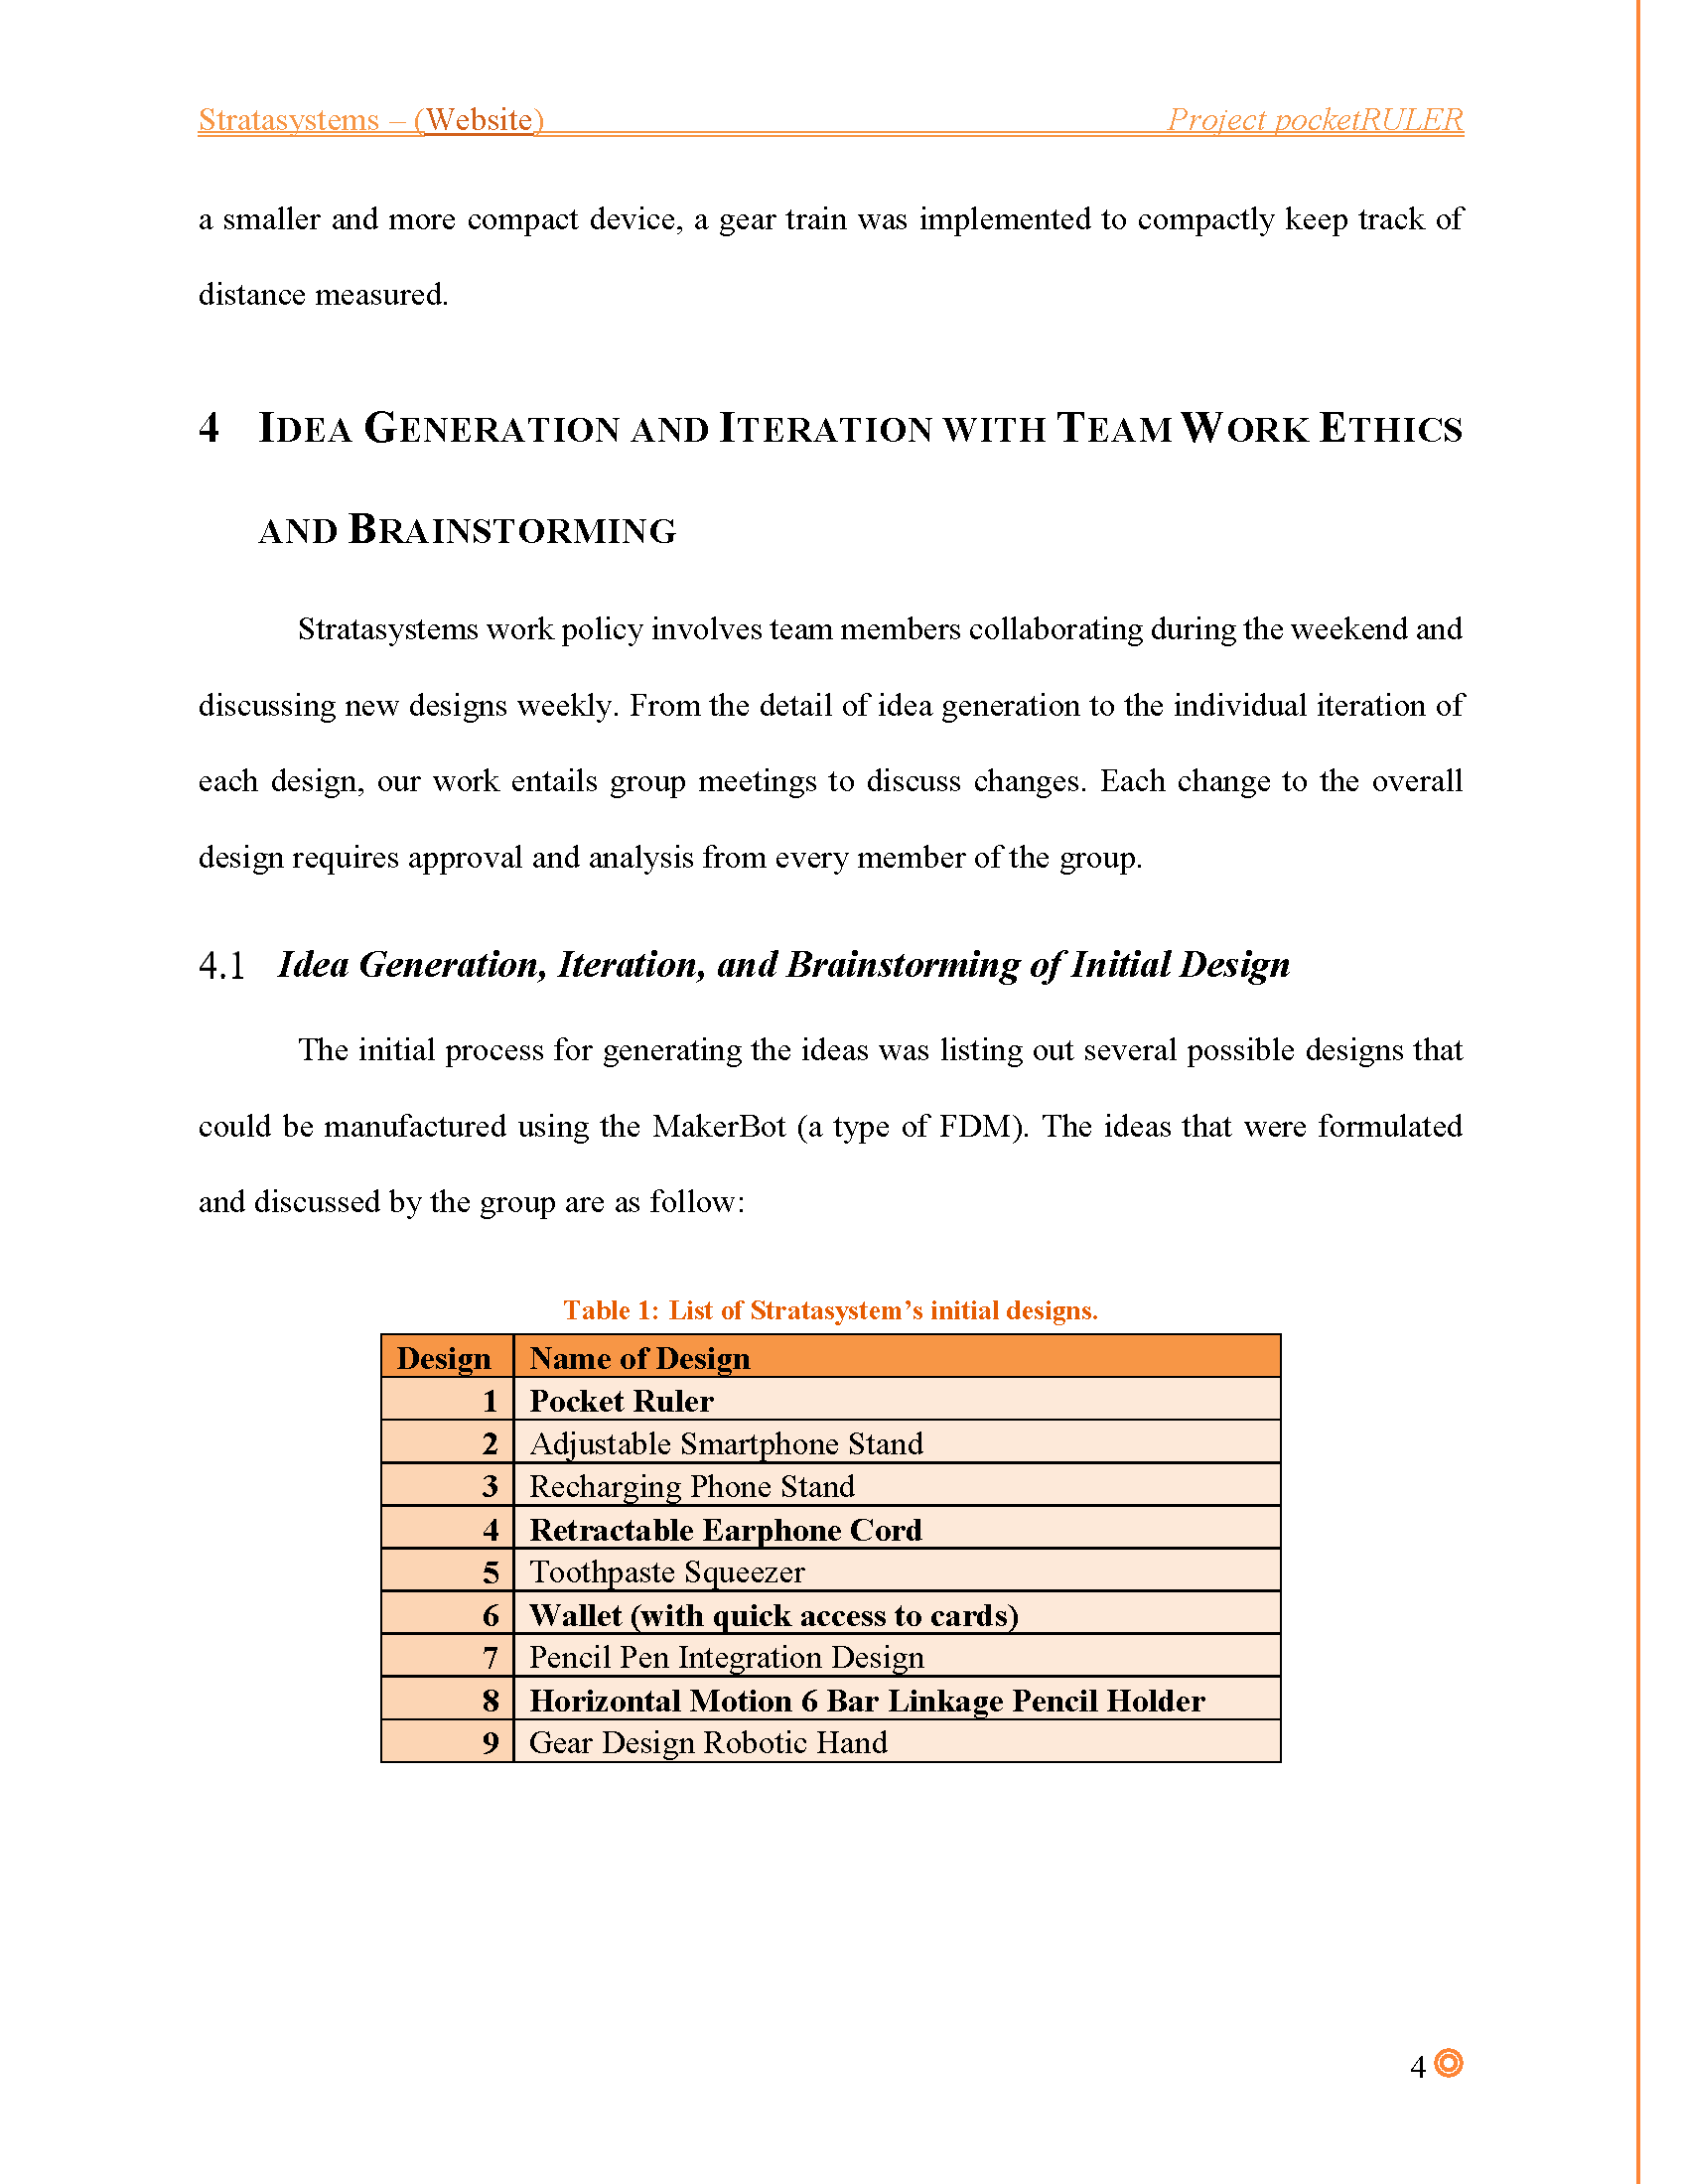 Stratasystems – (Website) Project pocketRULER
a smaller and more compact device, a gear train was implemented to compactly keep track of
distance measured.
4 IDEA GENERATION AND ITERATION WITH TEAM WORK ETHICS
AND BRAINSTORMING
Stratasystems work policy involves team members collaborating during the weekend and
discussing new designs weekly. From the detail of idea generation to the individual iteration of
each design, our work entails group meetings to discuss changes. Each change to the overall
design requires approval and analysis from every member of the group.
4.1 Idea Generation, Iteration, and Brainstorming of Initial Design
The initial process for generating the ideas was listing out several possible designs that
could be manufactured using the MakerBot (a type of FDM). The ideas that were formulated
and discussed by the group are as follow:
Table 1: List of Stratasystem’s initial designs.
Design Name of Design
1 Pocket Ruler
2 Adjustable Smartphone Stand
3 Recharging Phone Stand
4 Retractable Earphone Cord
5 Toothpaste Squeezer
6 Wallet (with quick access to cards)
7 Pencil Pen Integration Design
8 Horizontal Motion 6 Bar Linkage Pencil Holder
9 Gear Design Robotic Hand
4